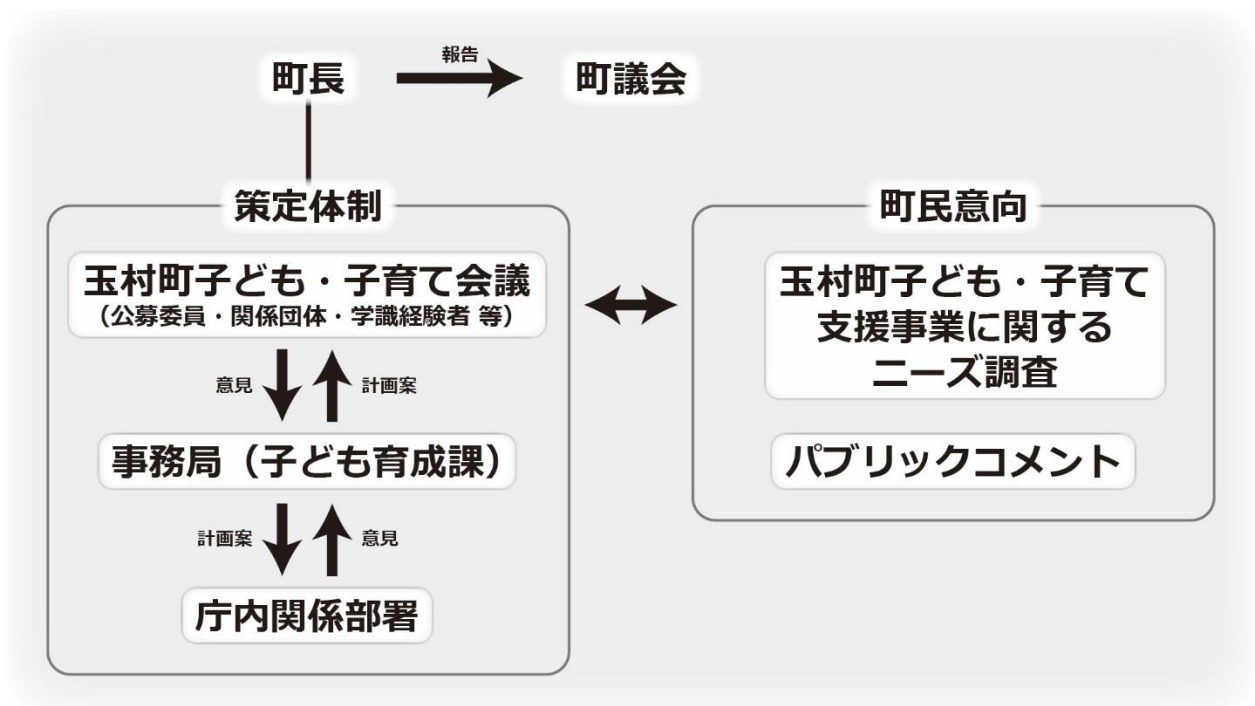 町長
報告
町議会
策定体制
玉村町子ども・子育て会議
（公募委員・関係団体・学識経験者 等）
意見
計画案
事務局（子ども育成課）
計画案
意見
庁内関係部署
町民意向
玉村町子ども・子育て
支援事業に関する
ニーズ調査
パブリックコメント